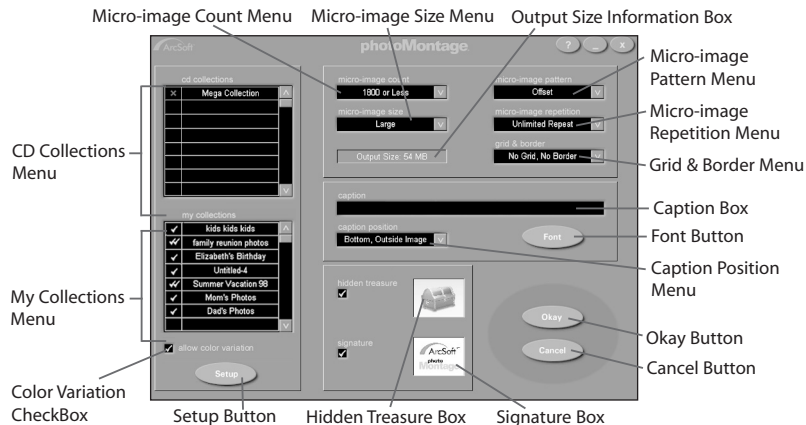 Micro-image Count Menu
Micro-image Size Menu
Output Size Information Box
ArcSoft
photoMontage
? _ x
cd collections
× Mega Collection
my collections
kids kids kids
family reunion photos
Elizabeth's Birthday
Untitled-4
Summer Vacation 98
Mom's Photos
Dad's Photos
allow color variation
Setup
micro-image count
1800 or Less
micro-image size
Large
Output Size: 54 MB
micro-image pattern
Offset
micro-image repetition
Unlimited Repeat
grid & border
No Grid, No Border
caption
caption position
Bottom, Outside Image
Font
hidden treasure
signature
ArcSoft
photo
Montage
Okay
Cancel
CD Collections
Menu
My Collections
Menu
Color Variation
CheckBox
Setup Button
Hidden Treasure Box
Signature Box
Micro-image
Pattern Menu
Micro-image
Repetition Menu
Grid & Border Menu
Caption Box
Font Button
Caption Position
Menu
Okay Button
Cancel Button